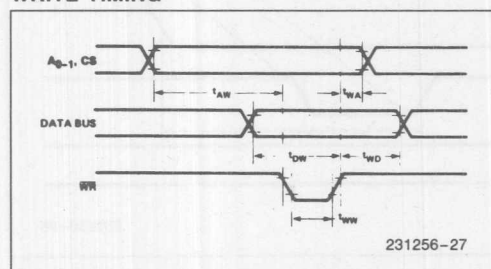 WRITE TIMING
A0-1, CS
tAW
tWA
DATA BUS
tDW
tWD
WR
tWW
231256-27